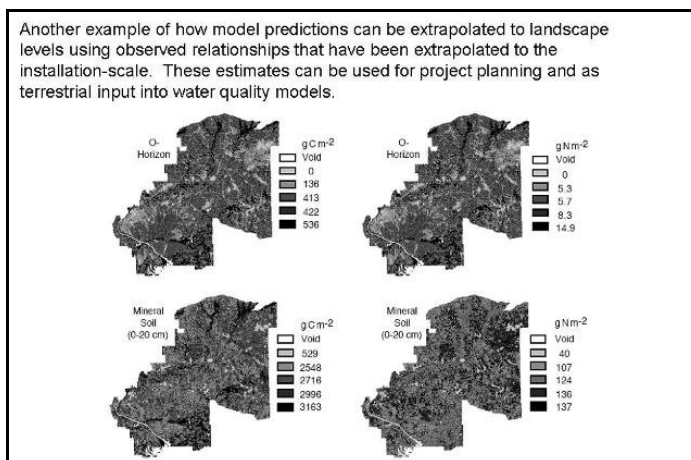 Another example of how model predictions can be extrapolated to landscape
levels using observed relationships that have been extrapolated to the
installation-scale.  These estimates can be used for project planning and as
terrestrial input into water quality models.
O-
Horizon
gCm-2
Void
0
136
413
422
536
O-
Horizon
gNm-2
Void
0
5.3
5.7
8.3
14.9
Mineral
Soil
(0-20 cm)
gCm-2
Void
529
2548
2716
2996
3163
Mineral
Soil
(0-20 cm)
gNm-2
Void
40
107
124
136
137